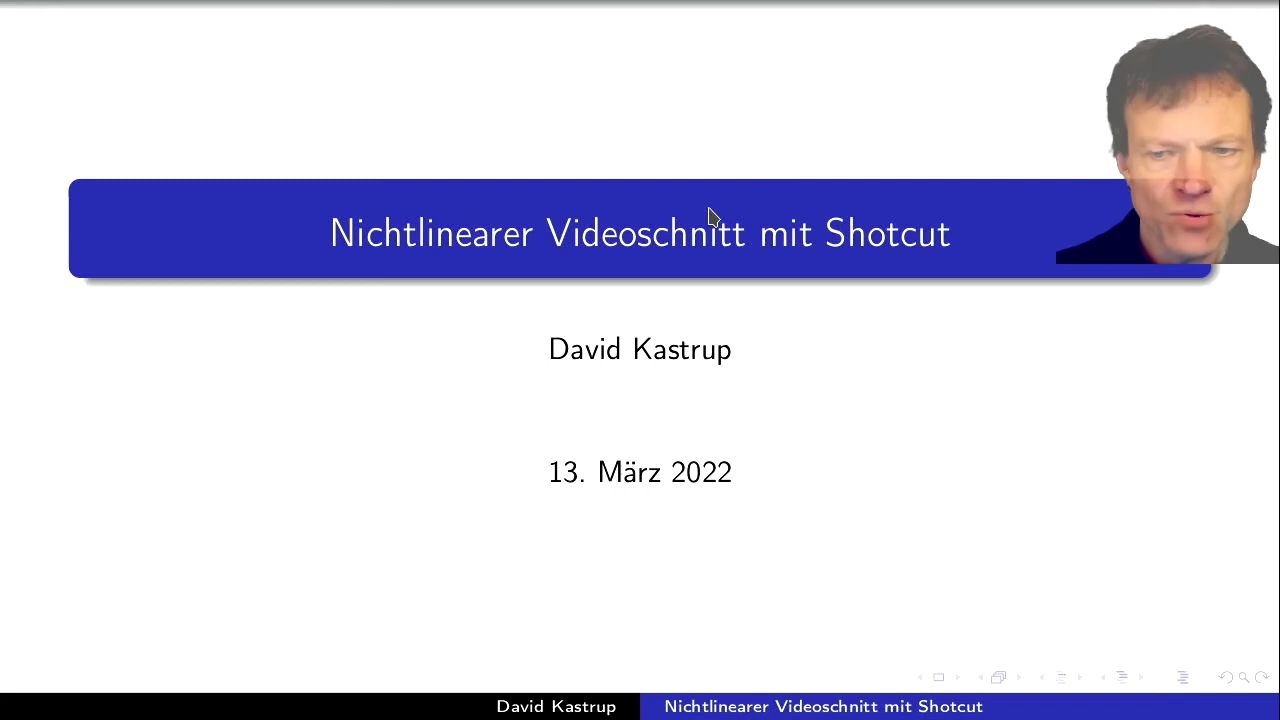 Nichtlinearer Videoschnitt mit Shotcut
David Kastrup
13. März 2022
David Kastrup
Nichtlinearer Videoschnitt mit Shotcut